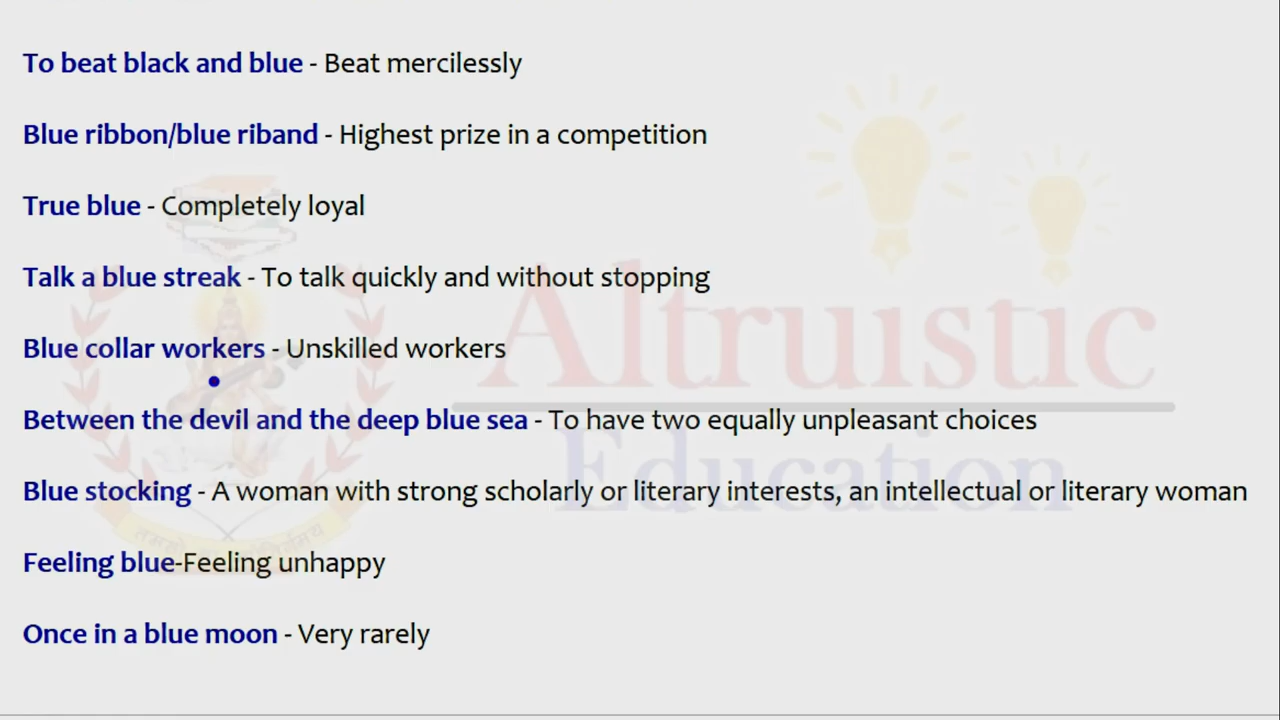 To beat black and blue - Beat mercilessly
Blue ribbon/blue riband - Highest prize in a competition
True blue - Completely loyal
Talk a blue streak - To talk quickly and without stopping
Blue collar workers - Unskilled workers
Between the devil and the deep blue sea - To have two equally unpleasant choices
Blue stocking - A woman with strong scholarly or literary interests, an intellectual or literary woman
Feeling blue-Feeling unhappy
Once in a blue moon - Very rarely
Altruistic
Education